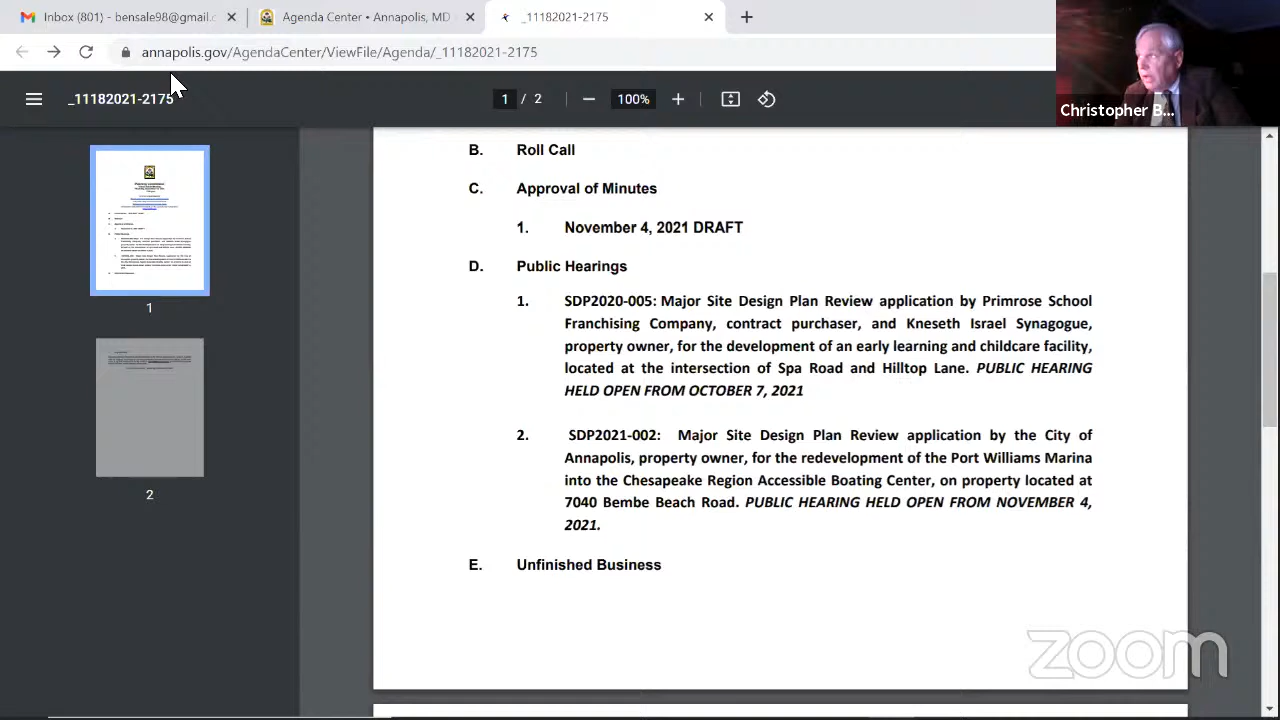 Inbox (801) - bensale98@gmail.c
Agenda Center • Annapolis, MD
_11182021-2175
annapolis.gov/AgendaCenter/ViewFile/Agenda/_11182021-2175
_11182021-2175
1 / 2
100%
Christopher B...
B. Roll Call
C. Approval of Minutes
1. November 4, 2021 DRAFT
D. Public Hearings
1. SDP2020-005: Major Site Design Plan Review application by Primrose School
Franchising Company, contract purchaser, and Kneseth Israel Synagogue,
property owner, for the development of an early learning and childcare facility,
located at the intersection of Spa Road and Hilltop Lane. PUBLIC HEARING
HELD OPEN FROM OCTOBER 7, 2021
2. SDP2021-002: Major Site Design Plan Review application by the City of
Annapolis, property owner, for the redevelopment of the Port Williams Marina
into the Chesapeake Region Accessible Boating Center, on property located at
7040 Bembe Beach Road. PUBLIC HEARING HELD OPEN FROM NOVEMBER 4,
2021.
E. Unfinished Business
1
2
zoom